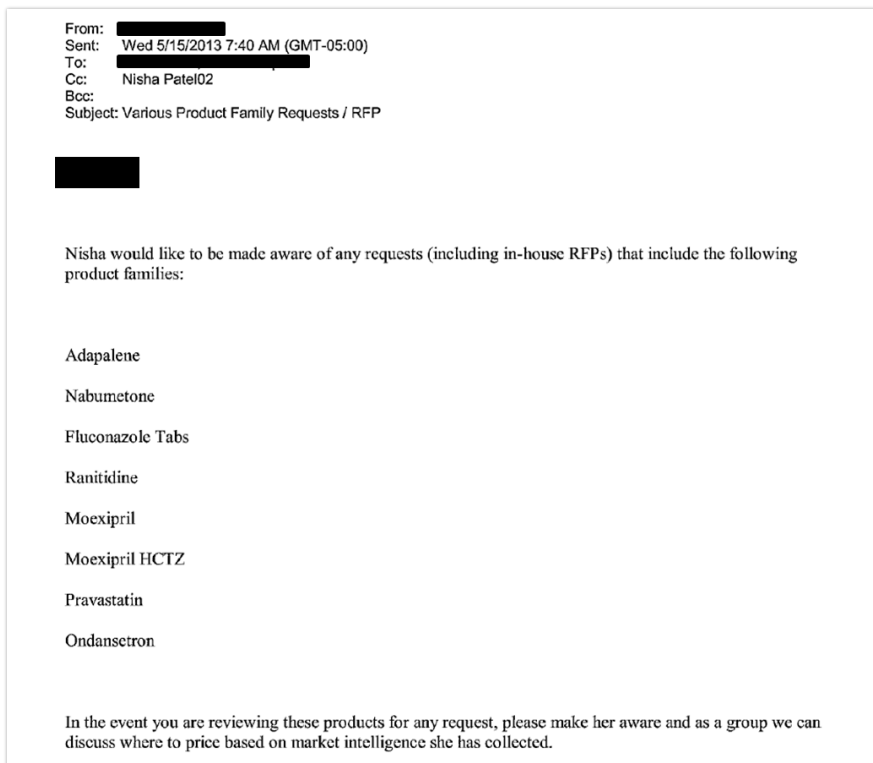 From:
Sent: Wed 5/15/2013 7:40 AM (GMT-05:00)
To:
Cc: Nisha Patel02
Bcc:
Subject: Various Product Family Requests / RFP
Nisha would like to be made aware of any requests (including in-house RFPs) that include the following
product families:
Adapalene
Nabumetone
Fluconazole Tabs
Ranitidine
Moexipril
Moexipril HCTZ
Pravastatin
Ondansetron
In the event you are reviewing these products for any request, please make her aware and as a group we can
discuss where to price based on market intelligence she has collected.